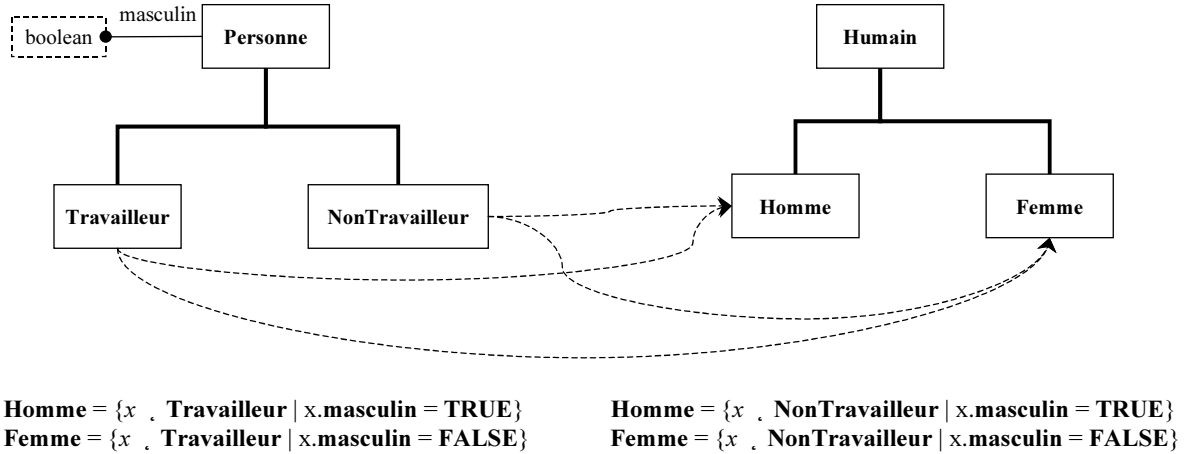 masculin
boolean
Personne
Humain
Travailleur
NonTravailleur
Homme
Femme
Homme = {x ˛ Travailleur | x.masculin = TRUE}
Femme = {x ˛ Travailleur | x.masculin = FALSE}
Homme = {x ˛ NonTravailleur | x.masculin = TRUE}
Femme = {x ˛ NonTravailleur | x.masculin = FALSE}